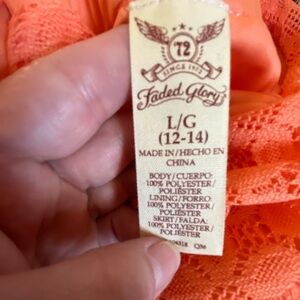 '72
SINCE 1972
Faded Glory
L/G
(12-14)
MADE IN/HECHO EN
CHINA
BODY/CUERPO:
100% POLYESTER/
POLIÉSTER
LINING/FORRO:
100% POLYESTER/
POLIÉSTER
SKIRT/FALDA:
100% POLYESTER/
POLIÉSTER